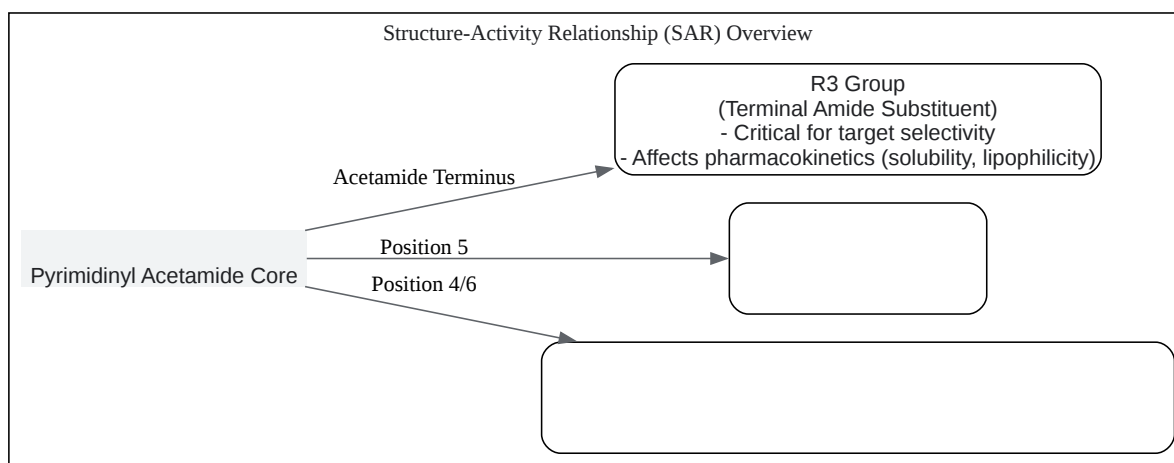 Structure-Activity Relationship (SAR) Overview
R3 Group
(Terminal Amide Substituent)
- Critical for target selectivity
- Affects pharmacokinetics (solubility, lipophilicity)
Acetamide Terminus
Position 5
Pyrimidinyl Acetamide Core
Position 4/6